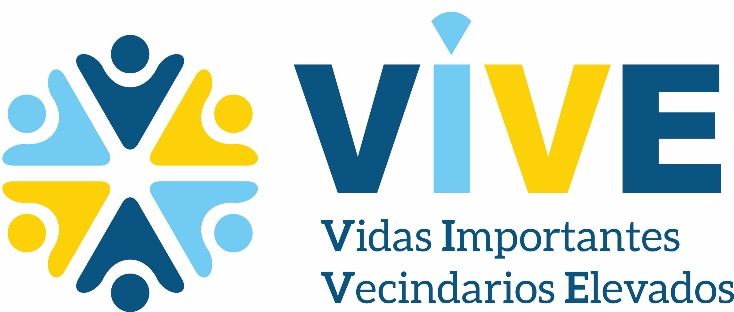 VIVE
Vidas Importantes
Vecindarios Elevados